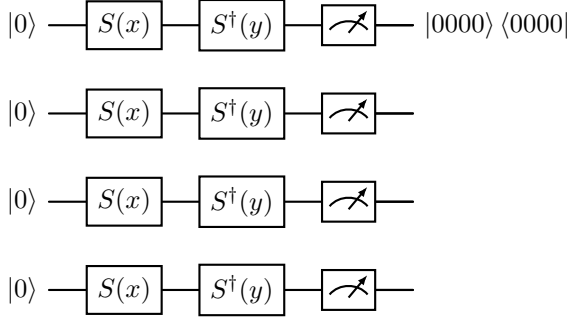 |0⟩ S(x) S†(y) |0000⟩ ⟨0000|
|0⟩ S(x) S†(y)
|0⟩ S(x) S†(y)
|0⟩ S(x) S†(y)